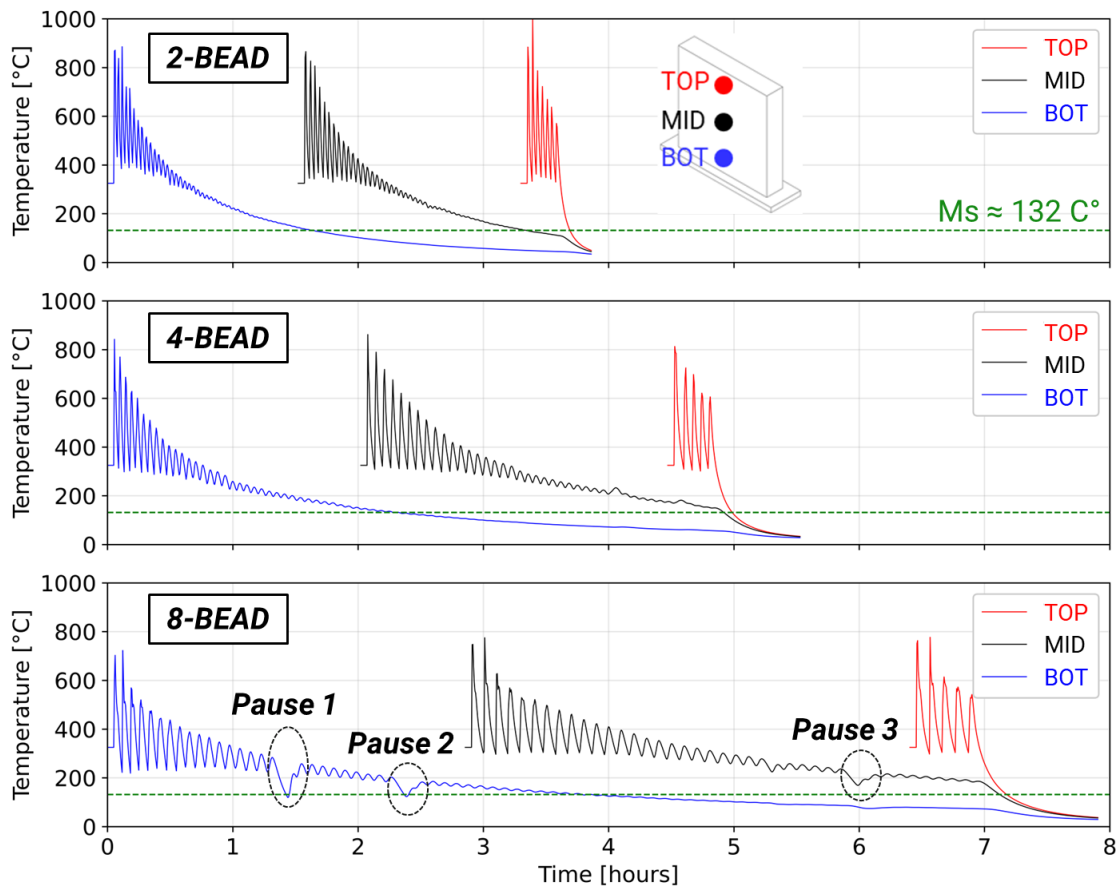 1000
800
600
400
200
0
Temperature [°C]
2-BEAD
TOP
MID
BOT
TOP
MID
BOT
Ms ≈ 132 C°
1000
800
600
400
200
0
Temperature [°C]
4-BEAD
TOP
MID
BOT
1000
800
600
400
200
0
Temperature [°C]
8-BEAD
Pause 1
Pause 2
Pause 3
TOP
MID
BOT
0 1 2 3 4 5 6 7 8
Time [hours]